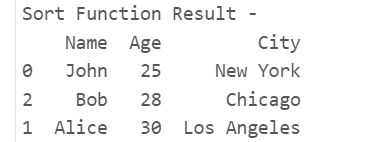 Sort Function Result -
    Name  Age         City
0   John   25     New York
2    Bob   28      Chicago
1  Alice   30  Los Angeles